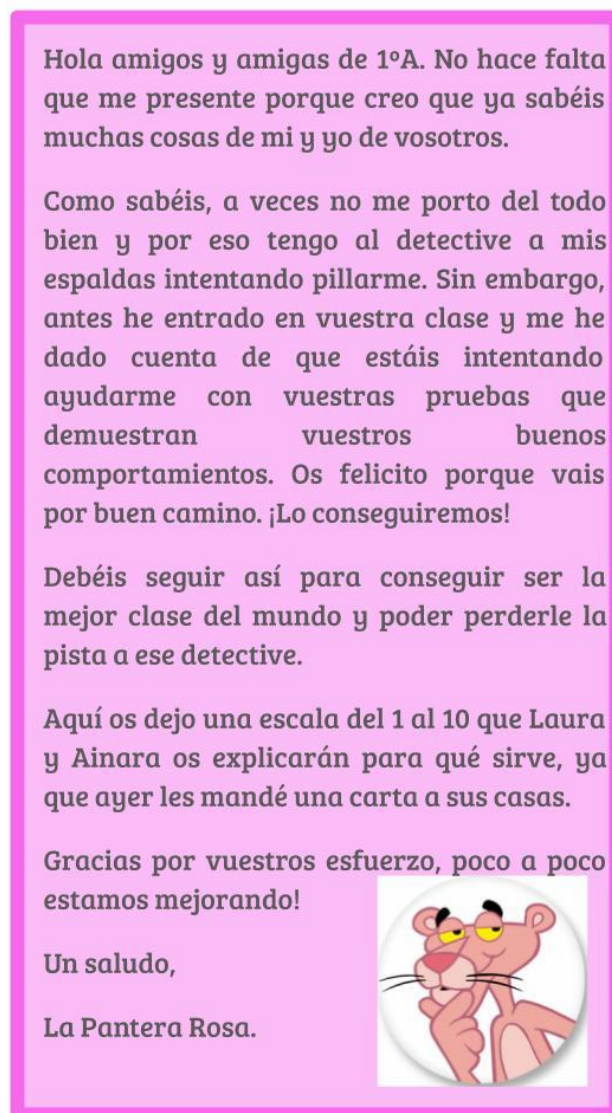 Hola amigos y amigas de 1ºA. No hace falta
que me presente porque creo que ya sabéis
muchas cosas de mi y yo de vosotros.
Como sabéis, a veces no me porto del todo
bien y por eso tengo al detective a mis
espaldas intentando pillarme. Sin embargo,
antes he entrado en vuestra clase y me he
dado cuenta de que estáis intentando
ayudarme con vuestras pruebas que
demuestran vuestros buenos
comportamientos. Os felicito porque vais
por buen camino. ¡Lo conseguiremos!
Debéis seguir así para conseguir ser la
mejor clase del mundo y poder perderle la
pista a ese detective.
Aquí os dejo una escala del 1 al 10 que Laura
y Ainara os explicarán para qué sirve, ya
que ayer les mandé una carta a sus casas.
Gracias por vuestros esfuerzo, poco a poco
estamos mejorando!
Un saludo,
La Pantera Rosa.